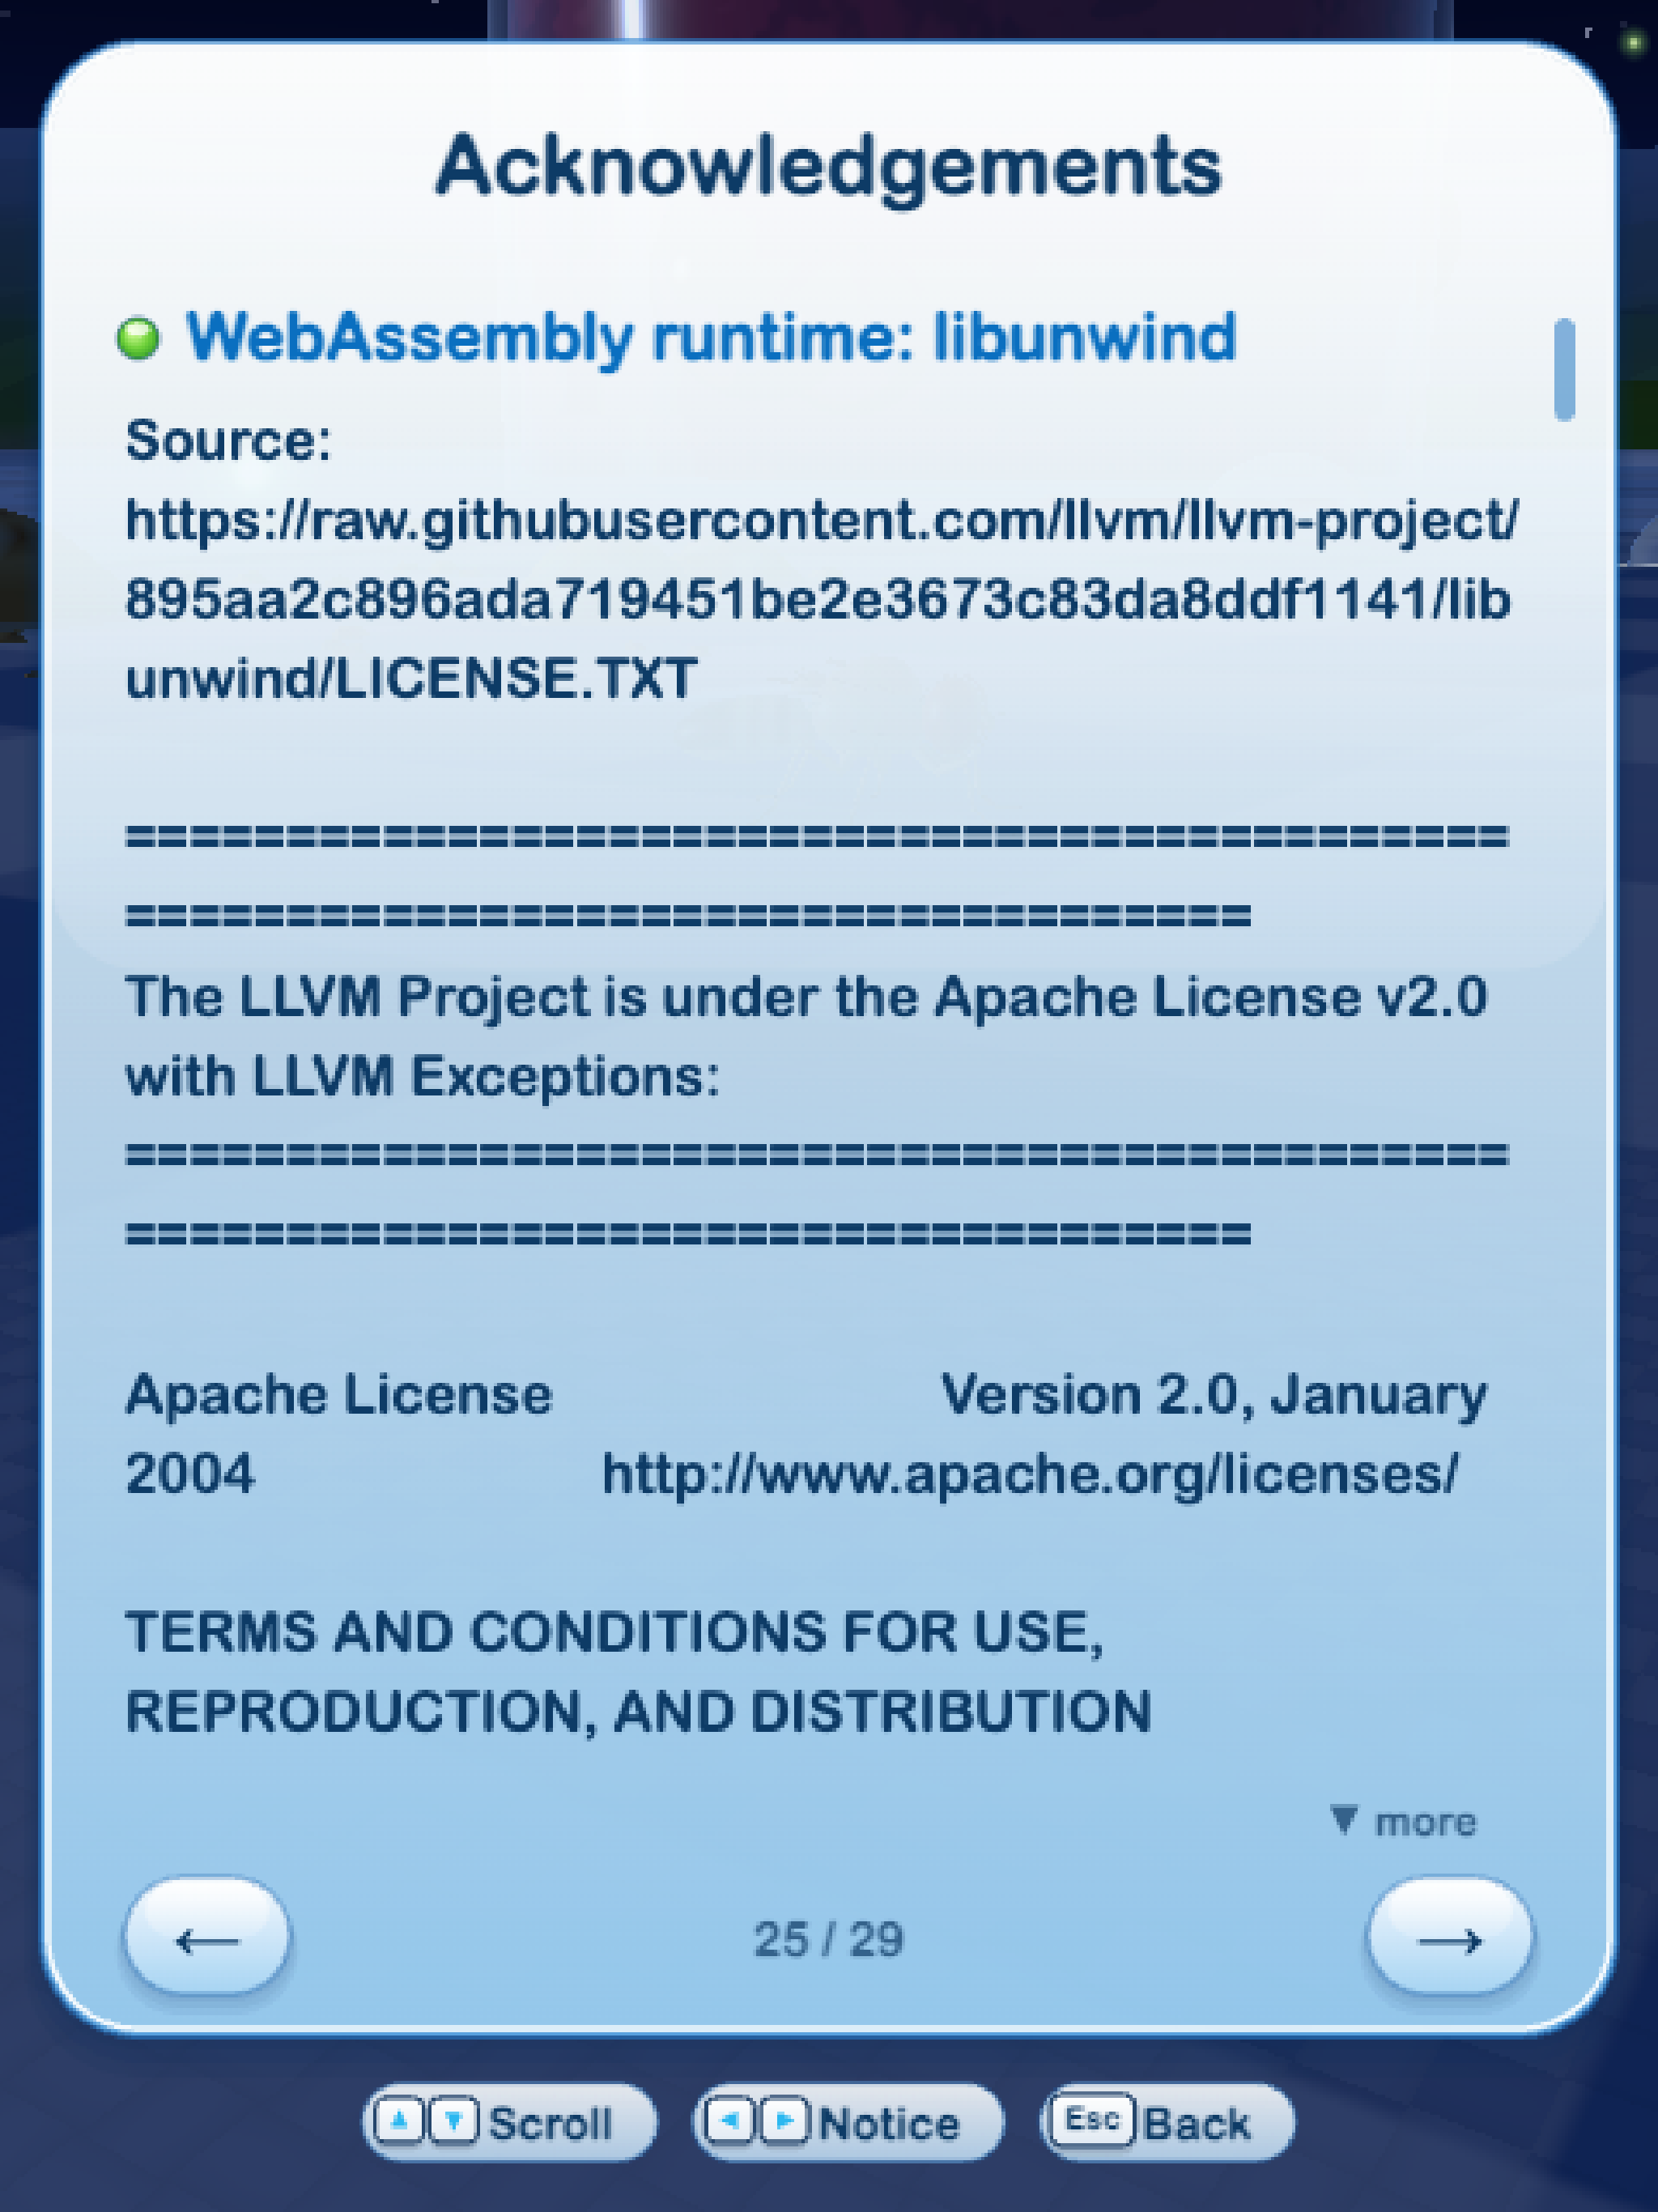 Acknowledgements
WebAssembly runtime: libunwind
Source:
https://raw.githubusercontent.com/llvm/llvm-project/
895aa2c896ada719451be2e3673c83da8ddf1141/lib
unwind/LICENSE.TXT
===========================================
===================================
The LLVM Project is under the Apache License v2.0
with LLVM Exceptions:
===========================================
===================================
Apache License Version 2.0, January
2004 http://www.apache.org/licenses/
TERMS AND CONDITIONS FOR USE,
REPRODUCTION, AND DISTRIBUTION
▼ more
← 25 / 29 →
▲ ▼ Scroll ◀ ▶ Notice Esc Back